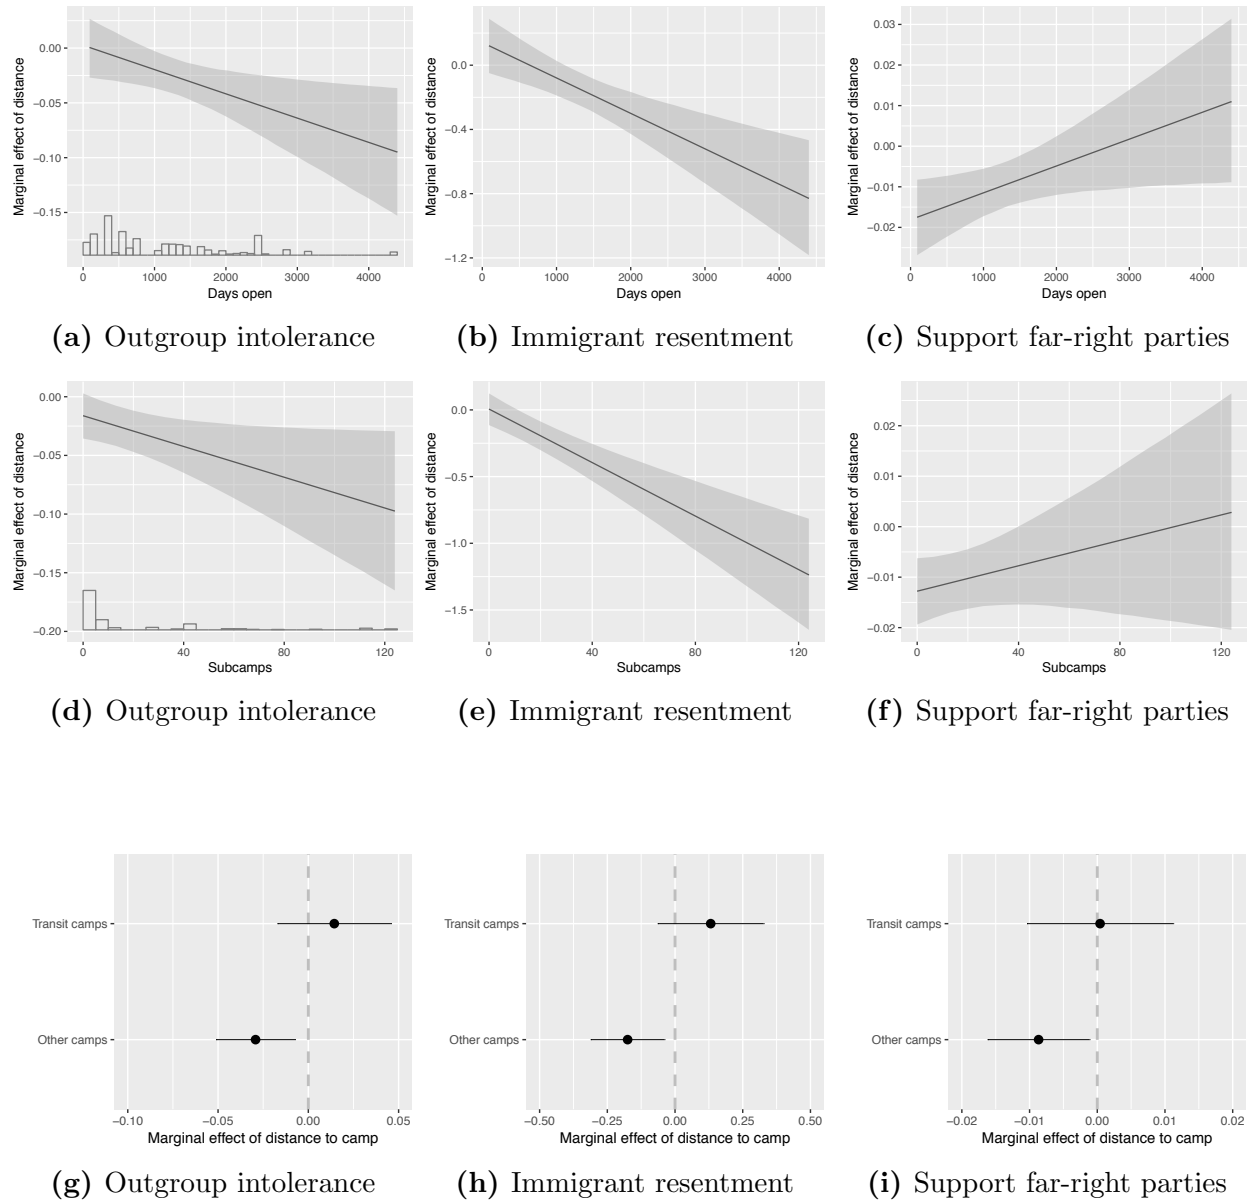 Marginal effect of distance
0.00
−0.05
−0.10
−0.15
0 1000 2000 3000 4000
Days open
(a) Outgroup intolerance
Marginal effect of distance
0.0
−0.4
−0.8
−1.2
0 1000 2000 3000 4000
Days open
(b) Immigrant resentment
Marginal effect of distance
0.03
0.02
0.01
0.00
−0.01
−0.02
0 1000 2000 3000 4000
Days open
(c) Support far-right parties
Marginal effect of distance
0.00
−0.05
−0.10
−0.15
−0.20
0 40 80 120
Subcamps
(d) Outgroup intolerance
Marginal effect of distance
0.0
−0.5
−1.0
−1.5
0 40 80 120
Subcamps
(e) Immigrant resentment
Marginal effect of distance
0.02
0.01
0.00
−0.01
−0.02
0 40 80 120
Subcamps
(f) Support far-right parties
Transit camps
Other camps
−0.10 −0.05 0.00 0.05
Marginal effect of distance to camp
(g) Outgroup intolerance
Transit camps
Other camps
−0.50 −0.25 0.00 0.25 0.50
Marginal effect of distance to camp
(h) Immigrant resentment
Transit camps
Other camps
−0.02 −0.01 0.00 0.01 0.02
Marginal effect of distance to camp
(i) Support far-right parties